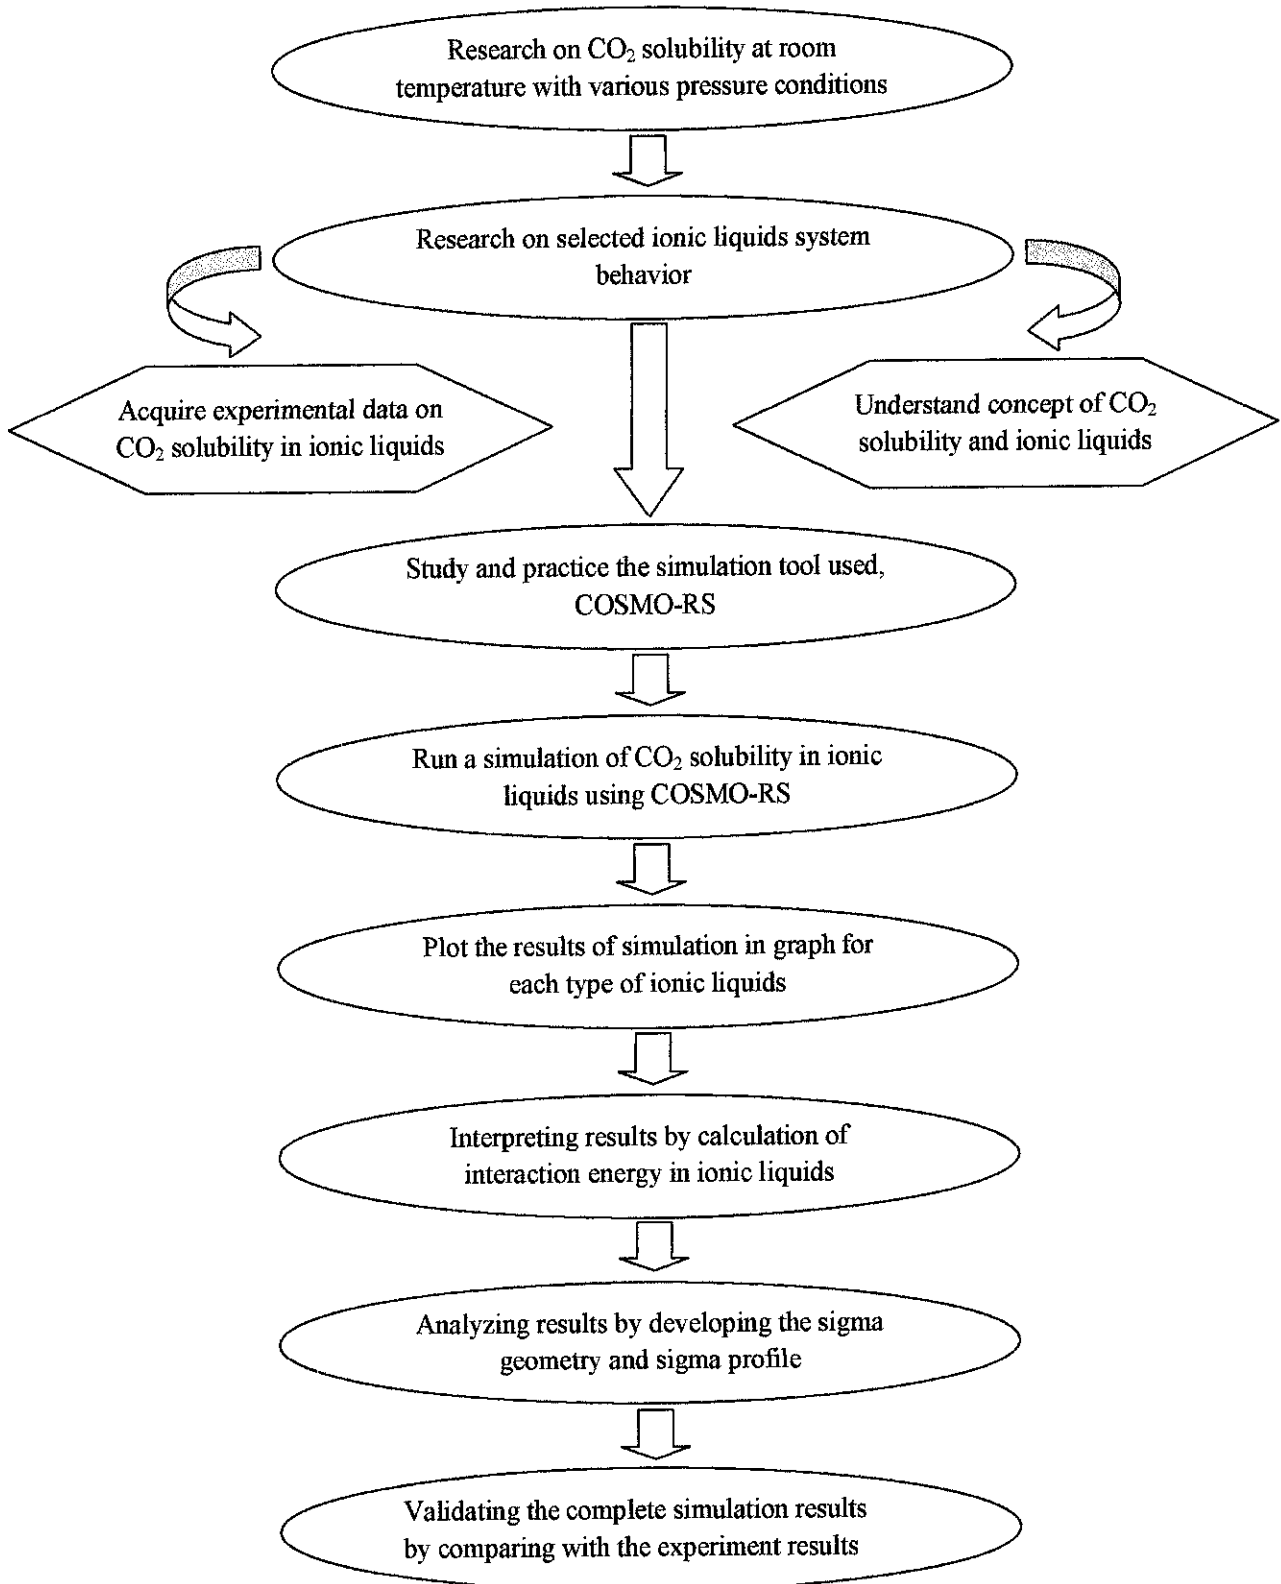 Research on CO₂ solubility at room
temperature with various pressure conditions
Research on selected ionic liquids system
behavior
Acquire experimental data on
CO₂ solubility in ionic liquids
Understand concept of CO₂
solubility and ionic liquids
Study and practice the simulation tool used,
COSMO-RS
Run a simulation of CO₂ solubility in ionic
liquids using COSMO-RS
Plot the results of simulation in graph for
each type of ionic liquids
Interpreting results by calculation of
interaction energy in ionic liquids
Analyzing results by developing the sigma
geometry and sigma profile
Validating the complete simulation results
by comparing with the experiment results